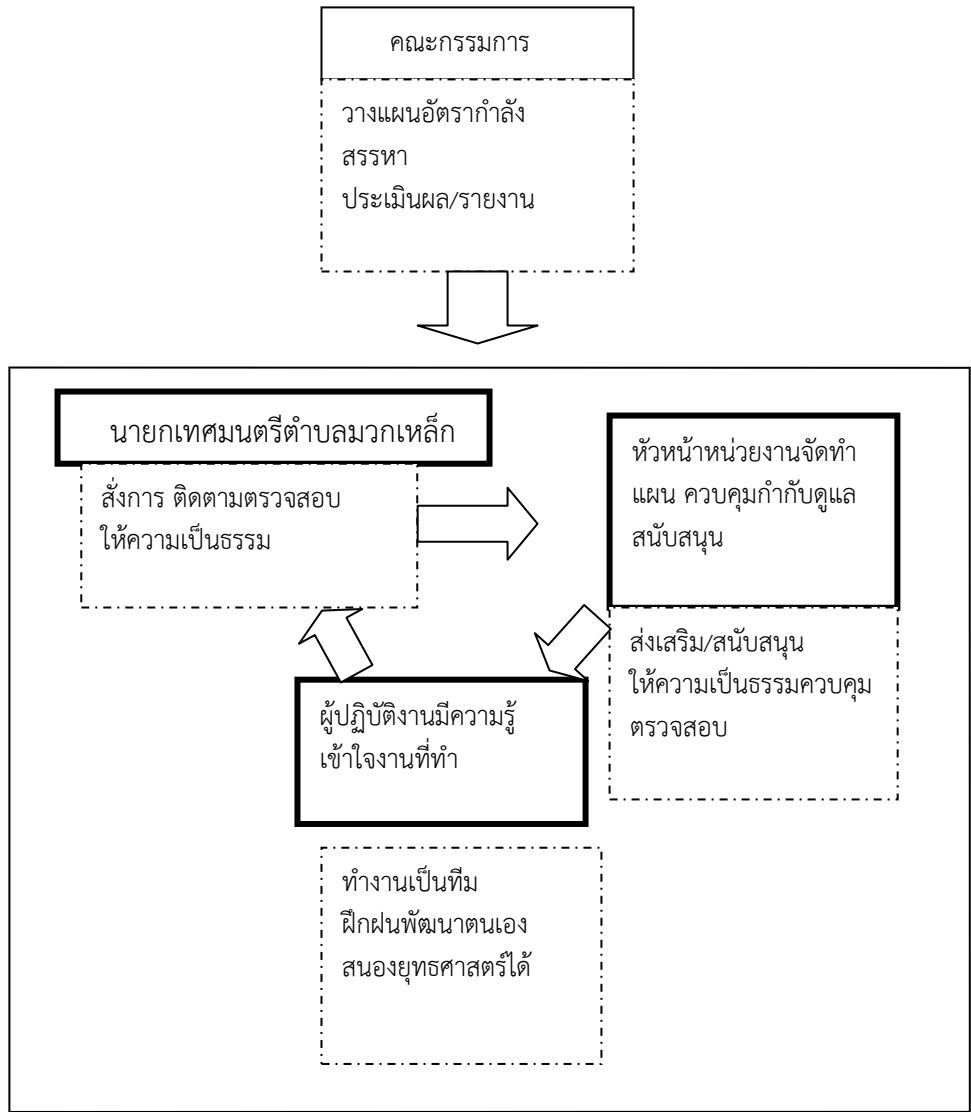 คณะกรรมการ
วางแผนอัตรากำลัง
สรรหา
ประเมินผล/รายงาน
นายกเทศมนตรีตำบลมวกเหล็ก
สั่งการ ติดตามตรวจสอบ
ให้ความเป็นธรรม
หัวหน้าหน่วยงานจัดทำ
แผน ควบคุมกำกับดูแล
สนับสนุน
ส่งเสริม/สนับสนุน
ให้ความเป็นธรรมควบคุม
ตรวจสอบ
ผู้ปฏิบัติงานมีความรู้
เข้าใจงานที่ทำ
ทำงานเป็นทีม
ฝึกฝนพัฒนาตนเอง
สนองยุทธศาสตร์ได้